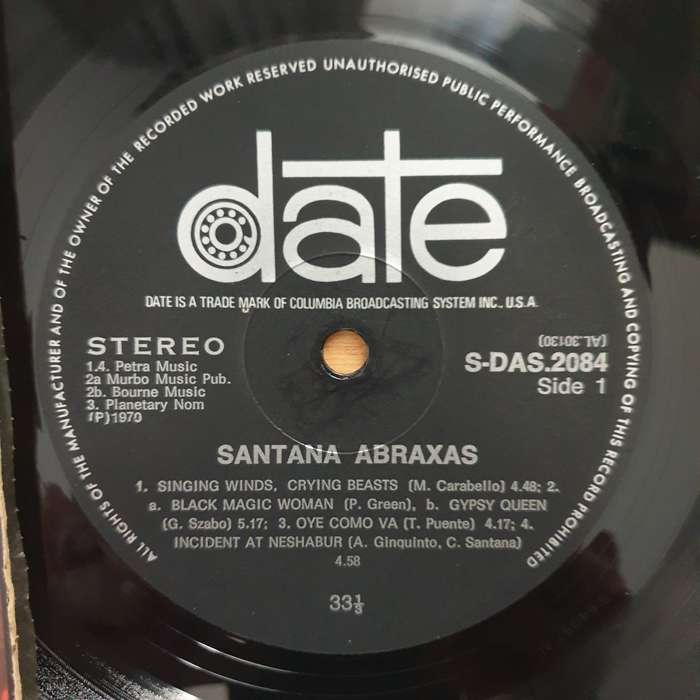 ALL RIGHTS OF THE MANUFACTURER AND OF THE OWNER OF THE RECORDED WORK RESERVED UNAUTHORISED PUBLIC PERFORMANCE BROADCASTING AND COPYING OF THIS RECORD PROHIBITED
date
DATE IS A TRADE MARK OF COLUMBIA BROADCASTING SYSTEM INC., U.S.A.
STEREO
1.4. Petra Music
2a Murbo Music Pub.
2b. Bourne Music
3. Planetary Nom
(P)1970
(AL.30130)
S-DAS.2084
Side 1
SANTANA ABRAXAS
1. SINGING WINDS, CRYING BEASTS (M. Carabello) 4.48; 2.
a. BLACK MAGIC WOMAN (P. Green), b. GYPSY QUEEN
(G. Szabo) 5.17; 3. OYE COMO VA (T. Puente) 4.17; 4.
INCIDENT AT NESHABUR (A. Ginquinto, C. Santana)
4.58
33⅓